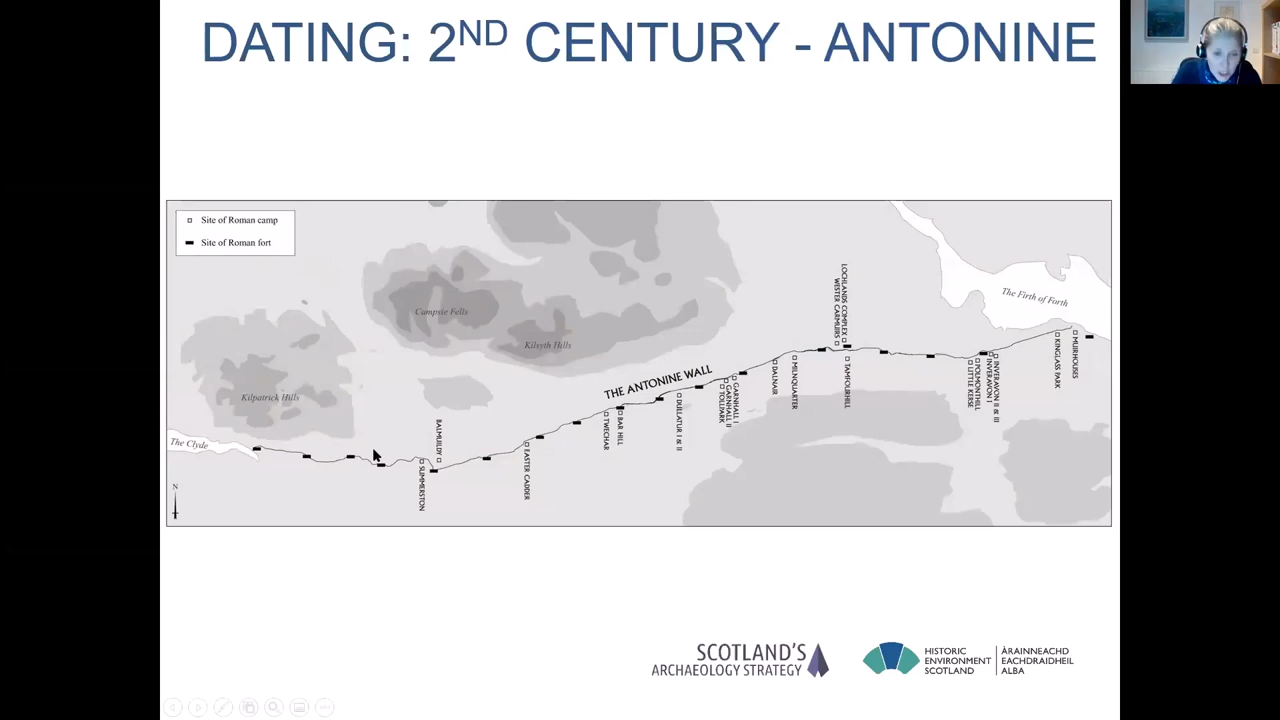 DATING: 2ND CENTURY - ANTONINE
Site of Roman camp
Site of Roman fort
Campsie Fells
Kilsyth Hills
Kilpatrick Hills
The Clyde
The Firth of Forth
THE ANTONINE WALL
N
SUMMERSTON
BALMUILDY
EASTER CADDER
TWECHAR
BAR HILL
DULLATUR I & II
TOLLPARK
GARNHALL II
GARNHALL I
DALNAIR
MILNQUARTER
WESTER CARMUIRS
LOCHLANDS COMPLEX
TAMFOURHILL
LITTLE KERSE
POLMONTHILL
INVERAVON I
INVERAVON II & III
KINGLASS PARK
MUIRHOUSES
SCOTLAND'S
ARCHAEOLOGY STRATEGY
HISTORIC
ENVIRONMENT
SCOTLAND
ÀRAINNEACHD
EACHDRAIDHEIL
ALBA